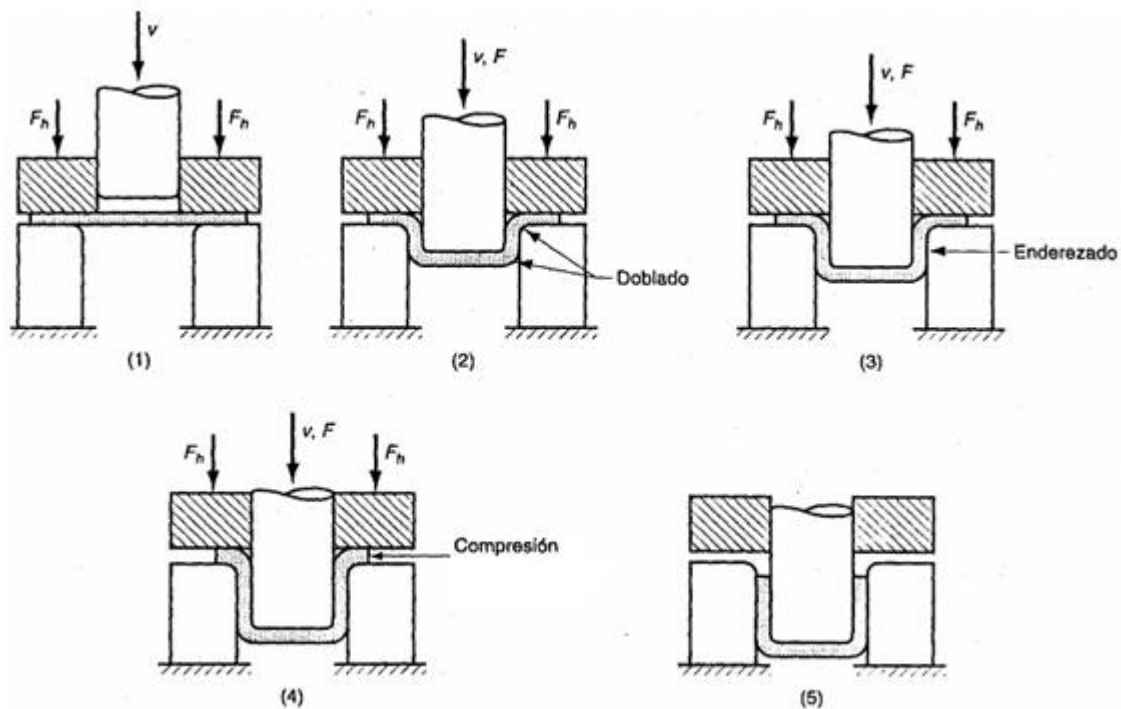 v
F_h
F_h
(1)
v, F
F_h
F_h
Doblado
(2)
v, F
F_h
F_h
Enderezado
(3)
v, F
F_h
F_h
Compresión
(4)
(5)